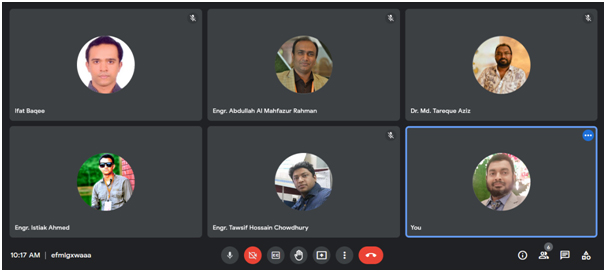 Ifat Baqee
Engr. Abdullah Al Mahfazur Rahman
Dr. Md. Tareque Aziz
Engr. Istiak Ahmed
Engr. Tawsif Hossain Chowdhury
You
10:17 AM | efmigxwaaa
6